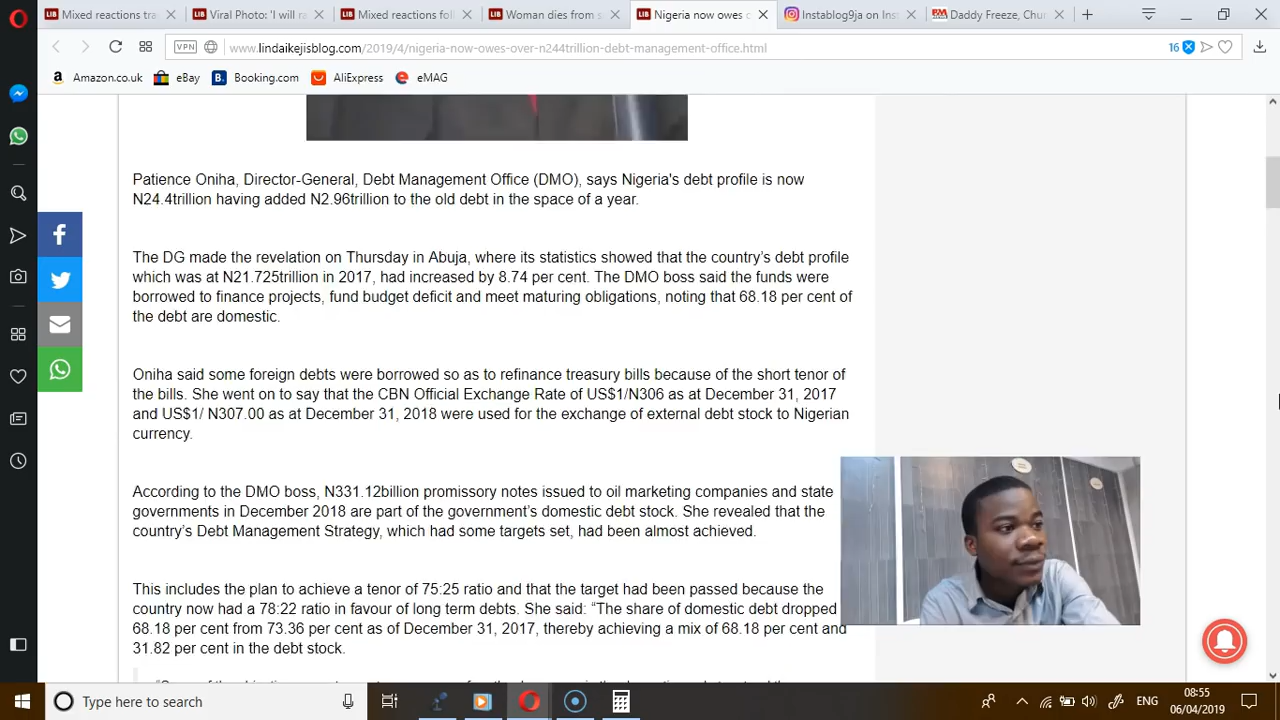 Mixed reactions tra
Viral Photo: 'I will ra
Mixed reactions foll
Woman dies from s
Nigeria now owes o
Instablog9ja on Ins
Daddy Freeze, Chur
VPN
www.lindaikejisblog.com/2019/4/nigeria-now-owes-over-n244trillion-debt-management-office.html
16
Amazon.co.uk
eBay
Booking.com
AliExpress
eMAG
Patience Oniha, Director-General, Debt Management Office (DMO), says Nigeria's debt profile is now
N24.4trillion having added N2.96trillion to the old debt in the space of a year.
The DG made the revelation on Thursday in Abuja, where its statistics showed that the country's debt profile
which was at N21.725trillion in 2017, had increased by 8.74 per cent. The DMO boss said the funds were
borrowed to finance projects, fund budget deficit and meet maturing obligations, noting that 68.18 per cent of
the debt are domestic.
Oniha said some foreign debts were borrowed so as to refinance treasury bills because of the short tenor of
the bills. She went on to say that the CBN Official Exchange Rate of US$1/N306 as at December 31, 2017
and US$1/ N307.00 as at December 31, 2018 were used for the exchange of external debt stock to Nigerian
currency.
According to the DMO boss, N331.12billion promissory notes issued to oil marketing companies and state
governments in December 2018 are part of the government's domestic debt stock. She revealed that the
country's Debt Management Strategy, which had some targets set, had been almost achieved.
This includes the plan to achieve a tenor of 75:25 ratio and that the target had been passed because the
country now had a 78:22 ratio in favour of long term debts. She said: "The share of domestic debt dropped
68.18 per cent from 73.36 per cent as of December 31, 2017, thereby achieving a mix of 68.18 per cent and
31.82 per cent in the debt stock.
Type here to search
ENG
08:55
06/04/2019